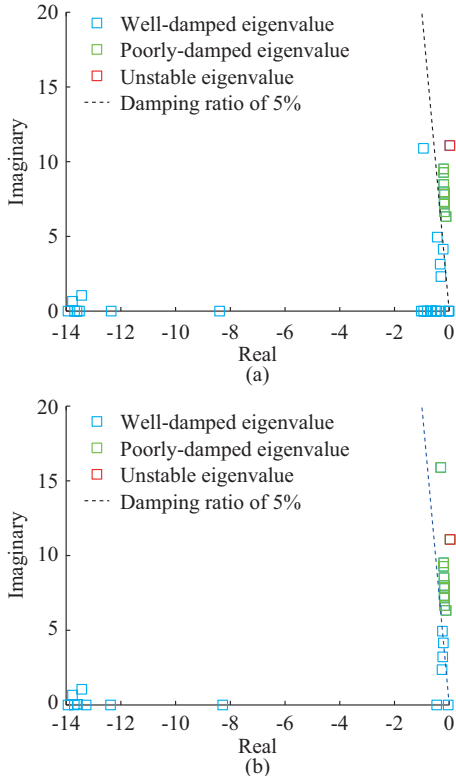 20
Well-damped eigenvalue
Poorly-damped eigenvalue
15
Unstable eigenvalue
Damping ratio of 5%
Imaginary
10
5
0
-14 -12 -10 -8 -6 -4 -2 0
Real
(a)
20
Well-damped eigenvalue
Poorly-damped eigenvalue
15
Unstable eigenvalue
Damping ratio of 5%
Imaginary
10
5
0
-14 -12 -10 -8 -6 -4 -2 0
Real
(b)